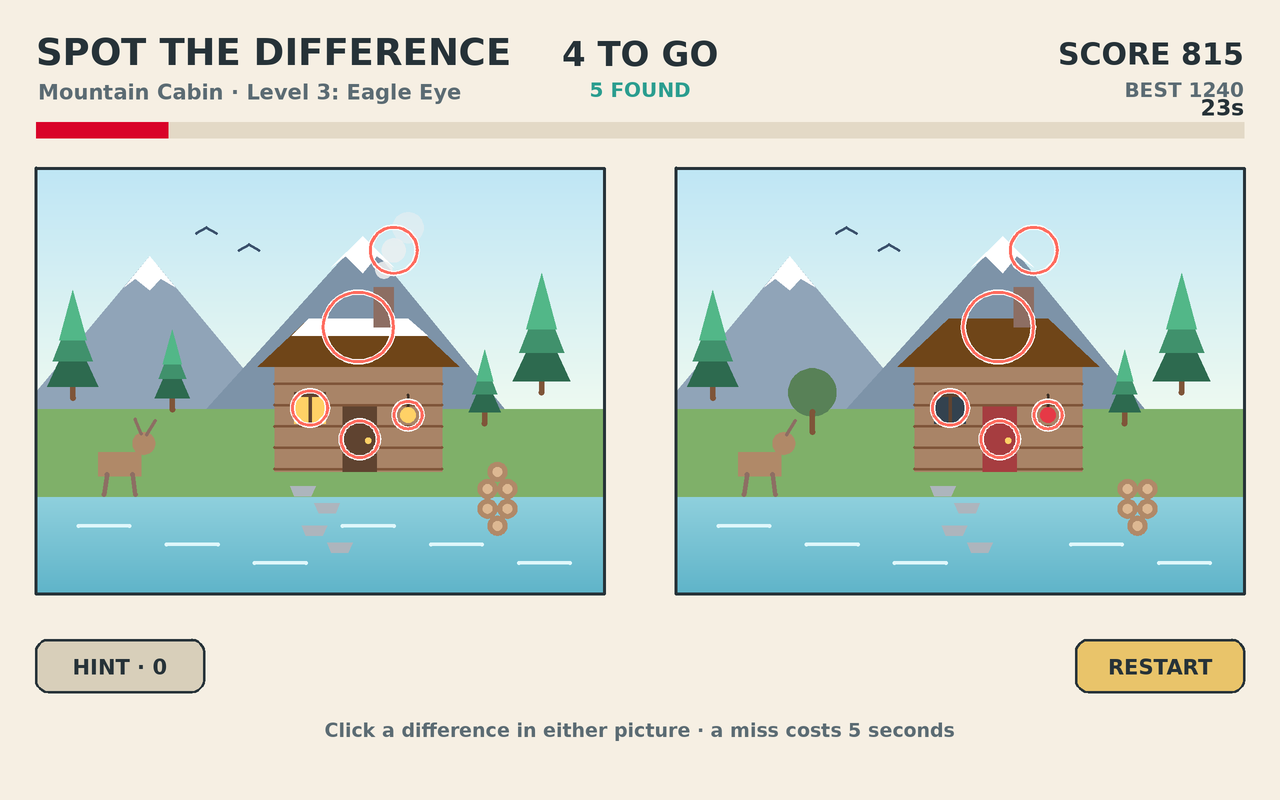 SPOT THE DIFFERENCE
4 TO GO
SCORE 815
Mountain Cabin · Level 3: Eagle Eye
5 FOUND
BEST 1240
23s
HINT · 0
RESTART
Click a difference in either picture · a miss costs 5 seconds